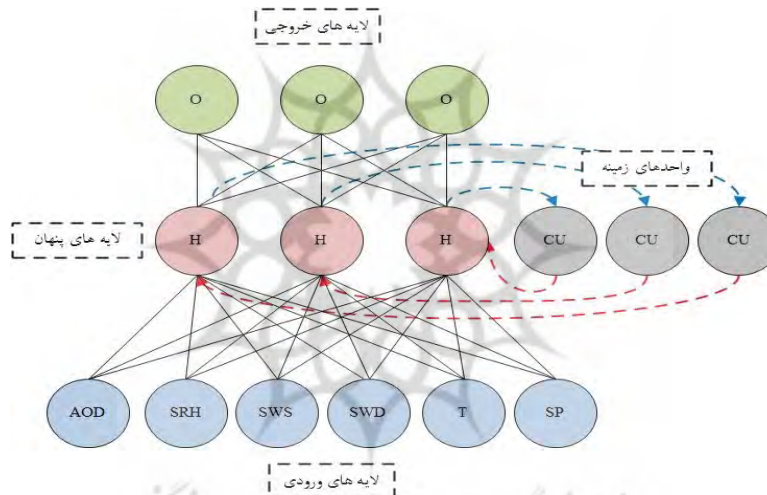 لایه های خروجی
O O O
واحدهای زمینه
لایه های پنهان
H H H CU CU CU
AOD SRH SWS SWD T SP
لایه های ورودی